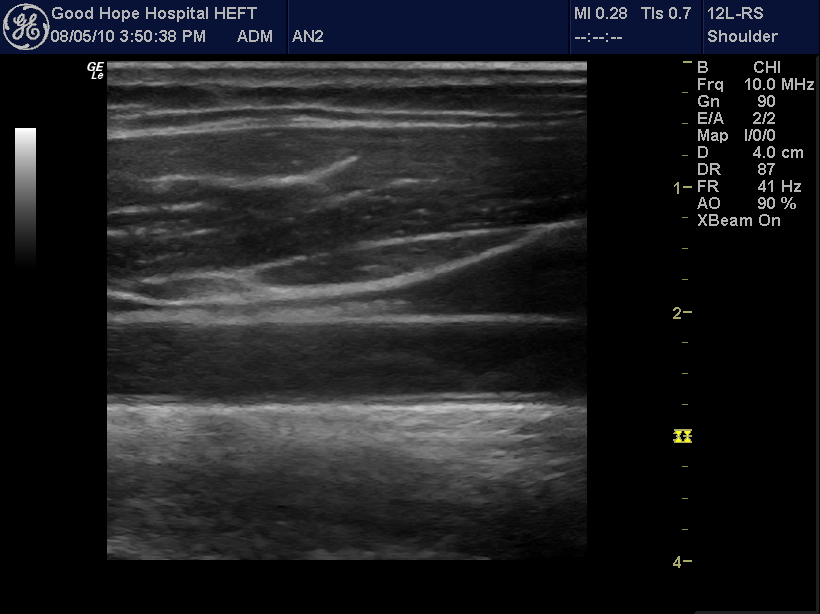 Good Hope Hospital HEFT
08/05/10 3:50:38 PM ADM AN2
MI 0.28 TIs 0.7
--:--:--
12L-RS
Shoulder
GE
Le
B CHI
Frq 10.0 MHz
Gn 90
E/A 2/2
Map I/0/0
D 4.0 cm
DR 87
FR 41 Hz
AO 90 %
XBeam On
1
2
4